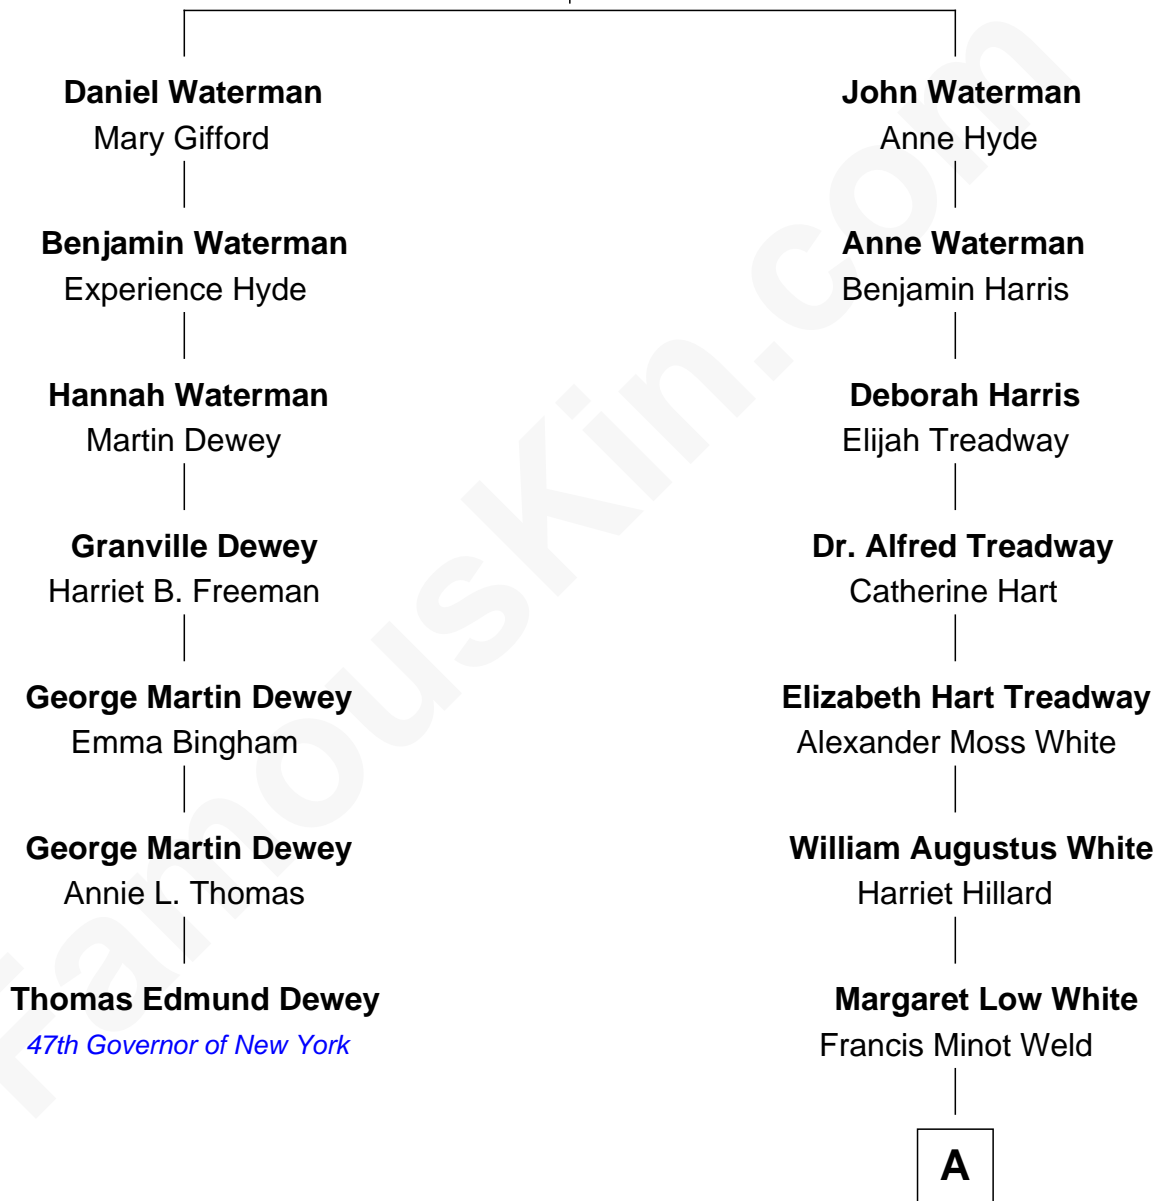 Daniel Waterman
Mary Gifford
Benjamin Waterman
Experience Hyde
Hannah Waterman
Martin Dewey
Granville Dewey
Harriet B. Freeman
George Martin Dewey
Emma Bingham
George Martin Dewey
Annie L. Thomas
Thomas Edmund Dewey
47th Governor of New York
John Waterman
Anne Hyde
Anne Waterman
Benjamin Harris
Deborah Harris
Elijah Treadway
Dr. Alfred Treadway
Catherine Hart
Elizabeth Hart Treadway
Alexander Moss White
William Augustus White
Harriet Hillard
Margaret Low White
Francis Minot Weld
A
FamousKin.com